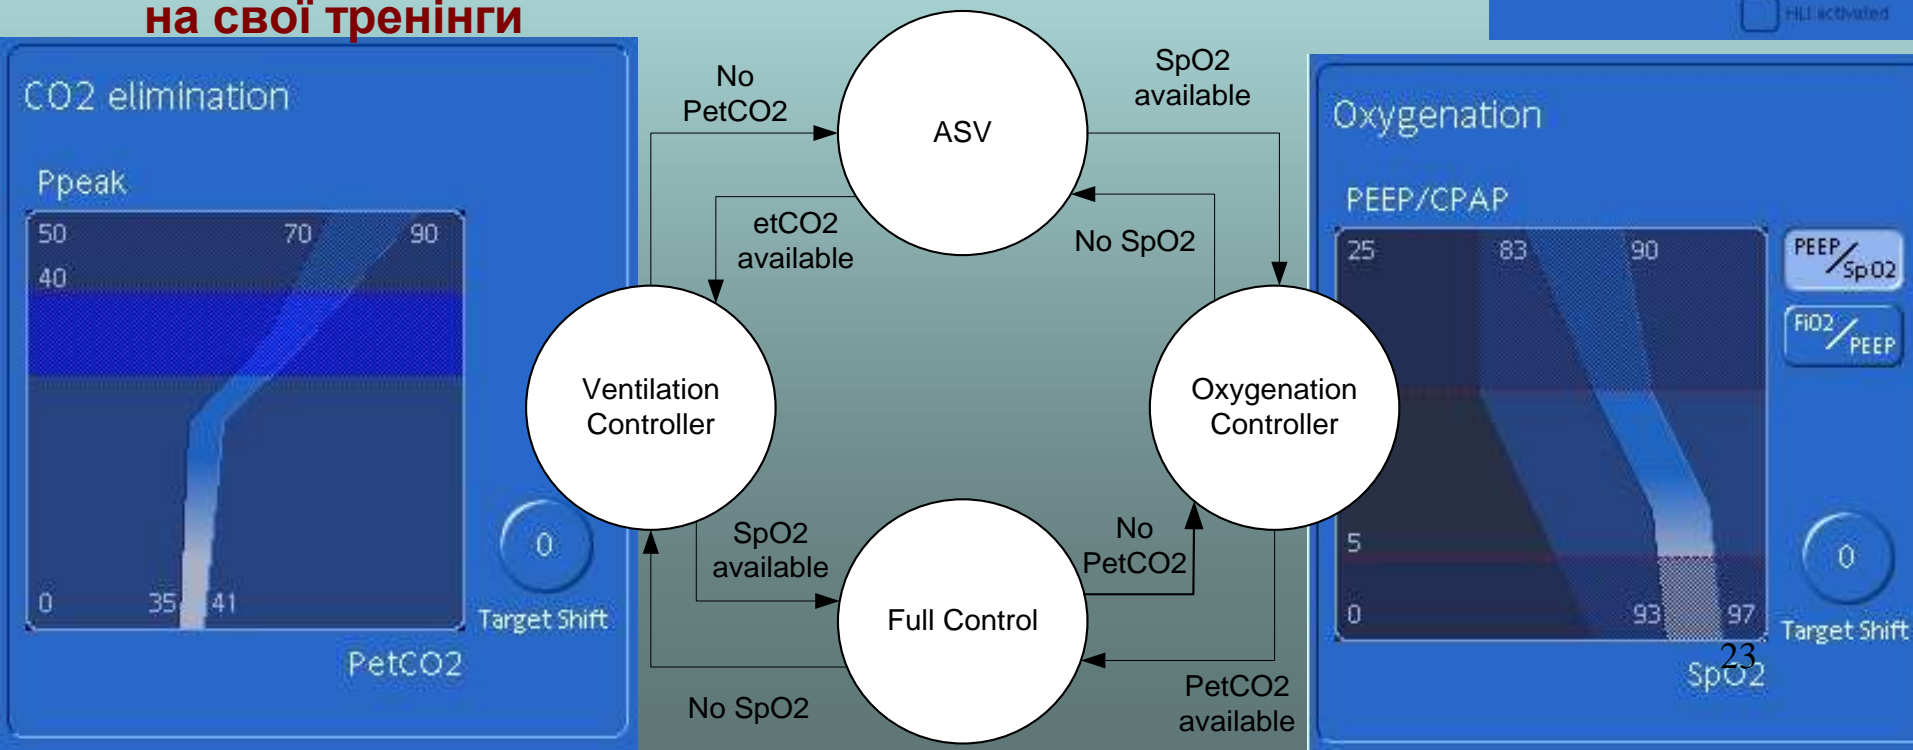 на свої тренінги
HLI activated
CO2 elimination
Ppeak
50
70
90
40
0
35
41
PetCO2
0
Target Shift
No
PetCO2
ASV
SpO2
available
etCO2
available
No SpO2
Ventilation
Controller
Oxygenation
Controller
SpO2
available
Full Control
No
PetCO2
No SpO2
PetCO2
available
Oxygenation
PEEP/CPAP
25
83
90
PEEP/SpO2
FiO2/PEEP
5
0
93
97
0
Target Shift
23
SpO2